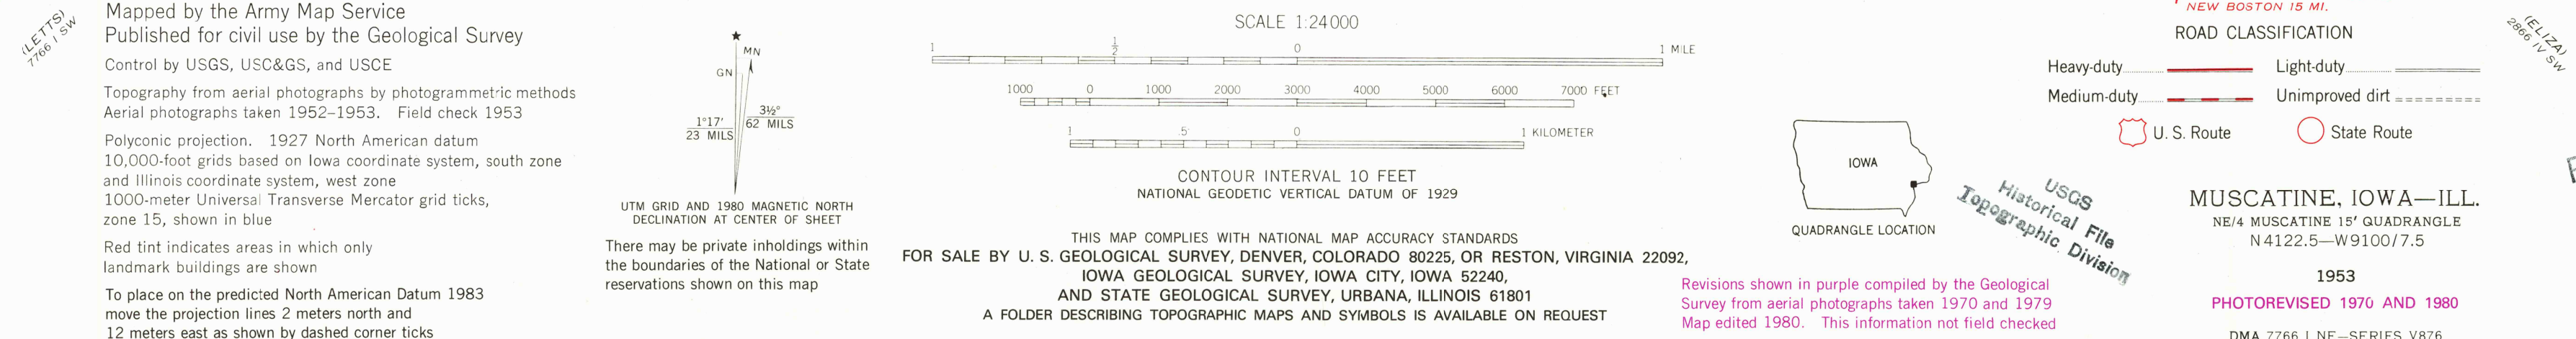 (LETTS)
7766 I SW
Mapped by the Army Map Service
Published for civil use by the Geological Survey
Control by USGS, USC&GS, and USCE
Topography from aerial photographs by photogrammetric methods
Aerial photographs taken 1952–1953. Field check 1953
Polyconic projection. 1927 North American datum
10,000-foot grids based on Iowa coordinate system, south zone
and Illinois coordinate system, west zone
1000-meter Universal Transverse Mercator grid ticks,
zone 15, shown in blue
Red tint indicates areas in which only
landmark buildings are shown
To place on the predicted North American Datum 1983
move the projection lines 2 meters north and
12 meters east as shown by dashed corner ticks
MN
GN
1°17′
23 MILS
3½°
62 MILS
UTM GRID AND 1980 MAGNETIC NORTH
DECLINATION AT CENTER OF SHEET
There may be private inholdings within
the boundaries of the National or State
reservations shown on this map
SCALE 1:24 000
1 ½ 0 1 MILE
1000 0 1000 2000 3000 4000 5000 6000 7000 FEET
1 .5 0 1 KILOMETER
CONTOUR INTERVAL 10 FEET
NATIONAL GEODETIC VERTICAL DATUM OF 1929
THIS MAP COMPLIES WITH NATIONAL MAP ACCURACY STANDARDS
FOR SALE BY U. S. GEOLOGICAL SURVEY, DENVER, COLORADO 80225, OR RESTON, VIRGINIA 22092,
IOWA GEOLOGICAL SURVEY, IOWA CITY, IOWA 52240,
AND STATE GEOLOGICAL SURVEY, URBANA, ILLINOIS 61801
A FOLDER DESCRIBING TOPOGRAPHIC MAPS AND SYMBOLS IS AVAILABLE ON REQUEST
IOWA
QUADRANGLE LOCATION
USGS
Historical File
Topographic Division
Revisions shown in purple compiled by the Geological
Survey from aerial photographs taken 1970 and 1979
Map edited 1980. This information not field checked
NEW BOSTON 15 MI.
ROAD CLASSIFICATION
Heavy-duty Light-duty
Medium-duty Unimproved dirt
U. S. Route State Route
(ELIZA)
2866 IV SW
MUSCATINE, IOWA—ILL.
NE/4 MUSCATINE 15′ QUADRANGLE
N4122.5—W9100/7.5
1953
PHOTOREVISED 1970 AND 1980
DMA 7766 I NE—SERIES V876